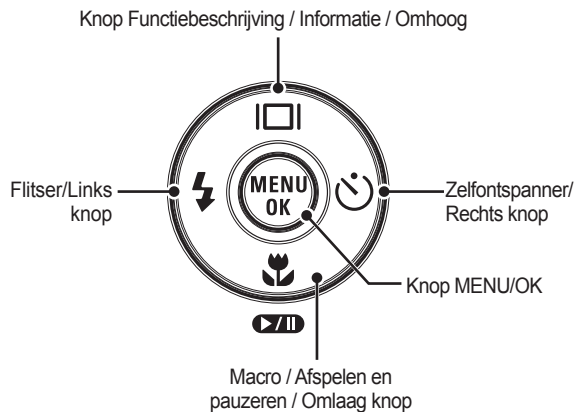 Knop Functiebeschrijving / Informatie / Omhoog
Flitser/Links
knop
MENU
OK
Zelfontspanner/
Rechts knop
Knop MENU/OK
Macro / Afspelen en
pauzeren / Omlaag knop